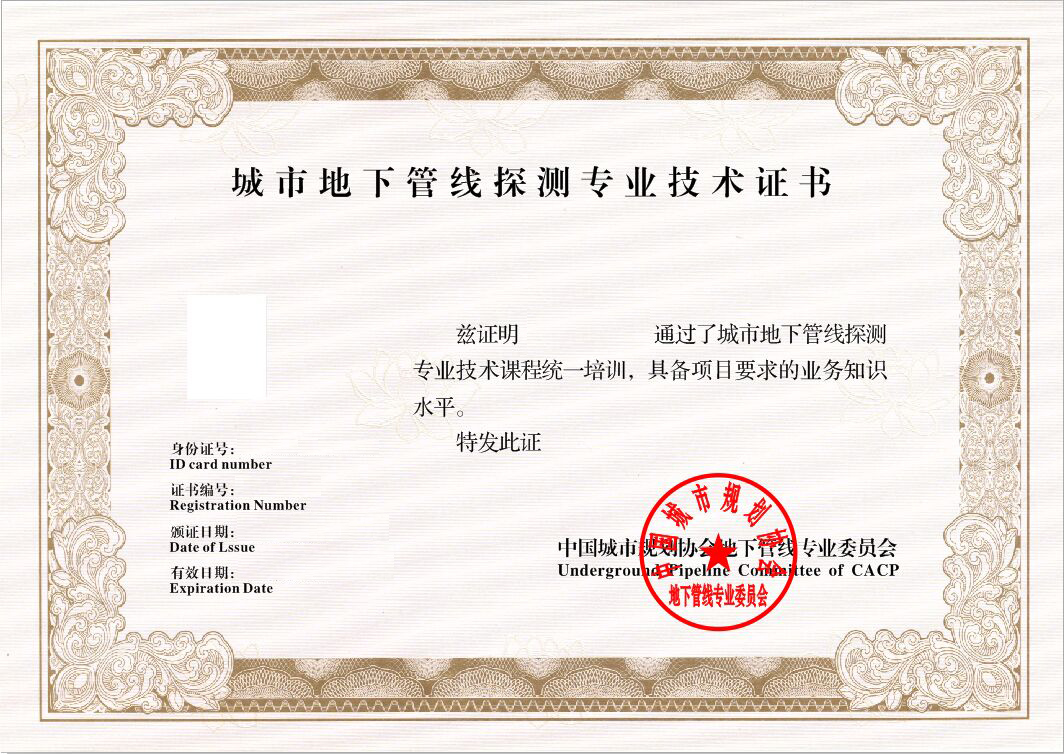 城市地下管线探测专业技术证书
兹证明 通过了城市地下管线探测
专业技术课程统一培训，具备项目要求的业务知识
水平。
特发此证
身份证号：
ID card number
证书编号：
Registration Number
颁证日期：
Date of Lssue
有效日期：
Expiration Date
中国城市规划协会地下管线专业委员会
Underground Pipeline Committee of CACP
中国城市规划协会
地下管线专业委员会